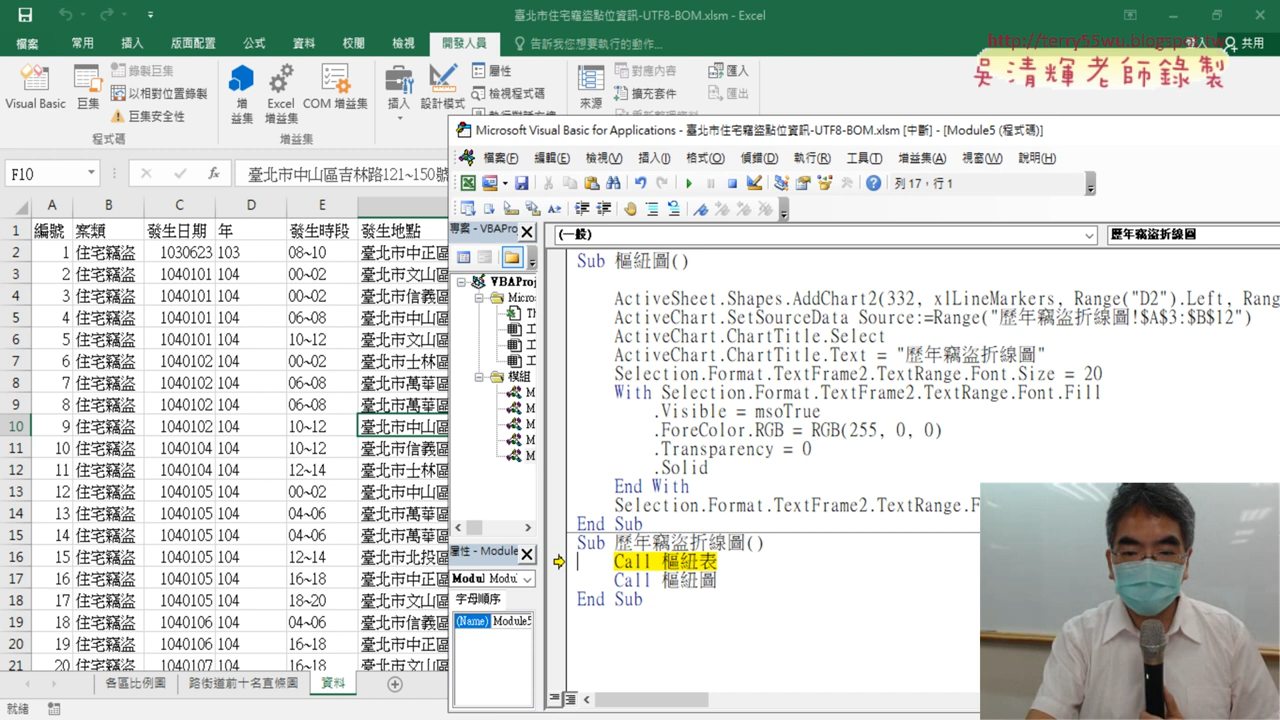 臺北市住宅竊盜點位資訊-UTF8-BOM.xlsm - Excel
檔案 常用 插入 版面配置 公式 資料 校閱 檢視 開發人員 告訴我您想要執行的動作... 登入 共用
http://terry55wu.blogspot.tw
吳清輝老師錄製
Visual Basic 巨集 錄製巨集 以相對位置錄製 巨集安全性 程式碼
增益集 Excel 增益集 COM 增益集 增益集
插入 設計模式 屬性 檢視程式碼 執行對話方塊
來源 對應內容 擴充套件 重新整理資料 匯入 匯出
F10 fx 臺北市中山區吉林路121~150號
A B C D E
1 編號 案類 發生日期 年 發生時段 發生地點
2 1 住宅竊盜 1030623 103 08~10 臺北市中正區
3 2 住宅竊盜 1040101 104 00~02 臺北市文山區
4 3 住宅竊盜 1040101 104 00~02 臺北市信義區
5 4 住宅竊盜 1040101 104 06~08 臺北市中山區
6 5 住宅竊盜 1040101 104 10~12 臺北市文山區
7 6 住宅竊盜 1040102 104 00~02 臺北市士林區
8 7 住宅竊盜 1040102 104 06~08 臺北市萬華區
9 8 住宅竊盜 1040102 104 06~08 臺北市萬華區
10 9 住宅竊盜 1040102 104 10~12 臺北市中山區
11 10 住宅竊盜 1040104 104 10~12 臺北市信義區
12 11 住宅竊盜 1040104 104 12~14 臺北市士林區
13 12 住宅竊盜 1040105 104 00~02 臺北市中山區
14 13 住宅竊盜 1040105 104 04~06 臺北市萬華區
15 14 住宅竊盜 1040105 104 04~06 臺北市萬華區
16 15 住宅竊盜 1040105 104 12~14 臺北市北投區
17 16 住宅竊盜 1040105 104 16~18 臺北市中正區
18 17 住宅竊盜 1040105 104 18~20 臺北市文山區
19 18 住宅竊盜 1040106 104 04~06 臺北市信義區
20 19 住宅竊盜 1040106 104 16~18 臺北市中正區
21 20 住宅竊盜 1040107 104 16~18 臺北市文山區
各區比例圖 路街道前十名直條圖 資料
就緒
Microsoft Visual Basic for Applications - 臺北市住宅竊盜點位資訊-UTF8-BOM.xlsm [中斷] - [Module5 (程式碼)]
檔案(F) 編輯(E) 檢視(V) 插入(I) 格式(O) 偵錯(D) 執行(R) 工具(T) 增益集(A) 視窗(W) 說明(H)
列 17，行 1
專案 - VBAPro
VBAProj
Micro
模組
屬性 - Module
Modul Modu
字母順序
(Name) Module5
(一般) 歷年竊盜折線圖
Sub 樞紐圖()
ActiveSheet.Shapes.AddChart2(332, xlLineMarkers, Range("D2").Left, Rang
ActiveChart.SetSourceData Source:=Range("歷年竊盜折線圖!$A$3:$B$12")
ActiveChart.ChartTitle.Select
ActiveChart.ChartTitle.Text = "歷年竊盜折線圖"
Selection.Format.TextFrame2.TextRange.Font.Size = 20
With Selection.Format.TextFrame2.TextRange.Font.Fill
.Visible = msoTrue
.ForeColor.RGB = RGB(255, 0, 0)
.Transparency = 0
.Solid
End With
Selection.Format.TextFrame2.TextRange.F
End Sub
Sub 歷年竊盜折線圖()
Call 樞紐表
Call 樞紐圖
End Sub